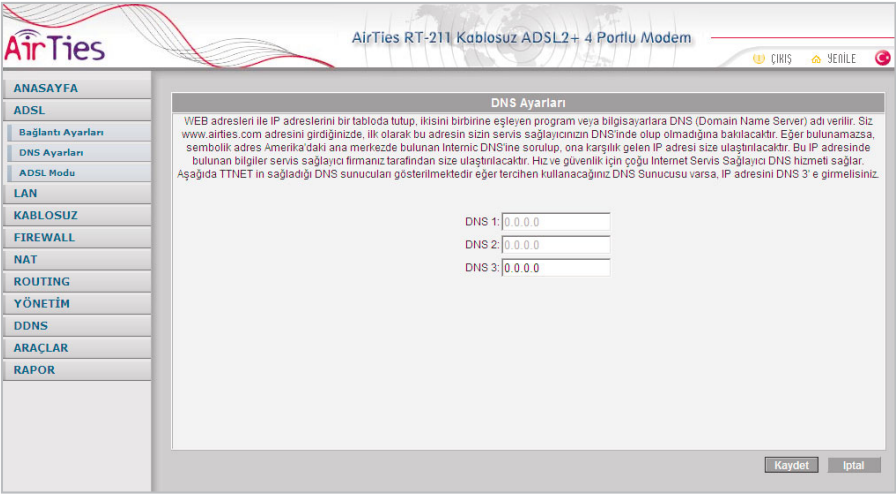 AirTies
AirTies RT-211 Kablosuz ADSL2+ 4 Portlu Modem
ÇIKIŞ YENİLE
ANASAYFA
ADSL
Bağlantı Ayarları
DNS Ayarları
ADSL Modu
LAN
KABLOSUZ
FIREWALL
NAT
ROUTING
YÖNETİM
DDNS
ARAÇLAR
RAPOR
DNS Ayarları
WEB adresleri ile IP adreslerini bir tabloda tutup, ikisini birbirine eşleyen program veya bilgisayarlara DNS (Domain Name Server) adı verilir. Siz
www.airties.com adresini girdiğinizde, ilk olarak bu adresin sizin servis sağlayıcınızın DNS'inde olup olmadığına bakılacaktır. Eğer bulunamazsa,
sembolik adres Amerika'daki ana merkezde bulunan Internic DNS'ine sorulup, ona karşılık gelen IP adresi size ulaştırılacaktır. Bu IP adresinde
bulunan bilgiler servis sağlayıcı firmanız tarafından size ulaştırılacaktır. Hız ve güvenlik için çoğu Internet Servis Sağlayıcı DNS hizmeti sağlar.
Aşağıda TTNET in sağladığı DNS sunucuları gösterilmektedir eğer tercihen kullanacağınız DNS Sunucusu varsa, IP adresini DNS 3' e girmelisiniz.
DNS 1: 0.0.0.0
DNS 2: 0.0.0.0
DNS 3: 0.0.0.0
Kaydet Iptal